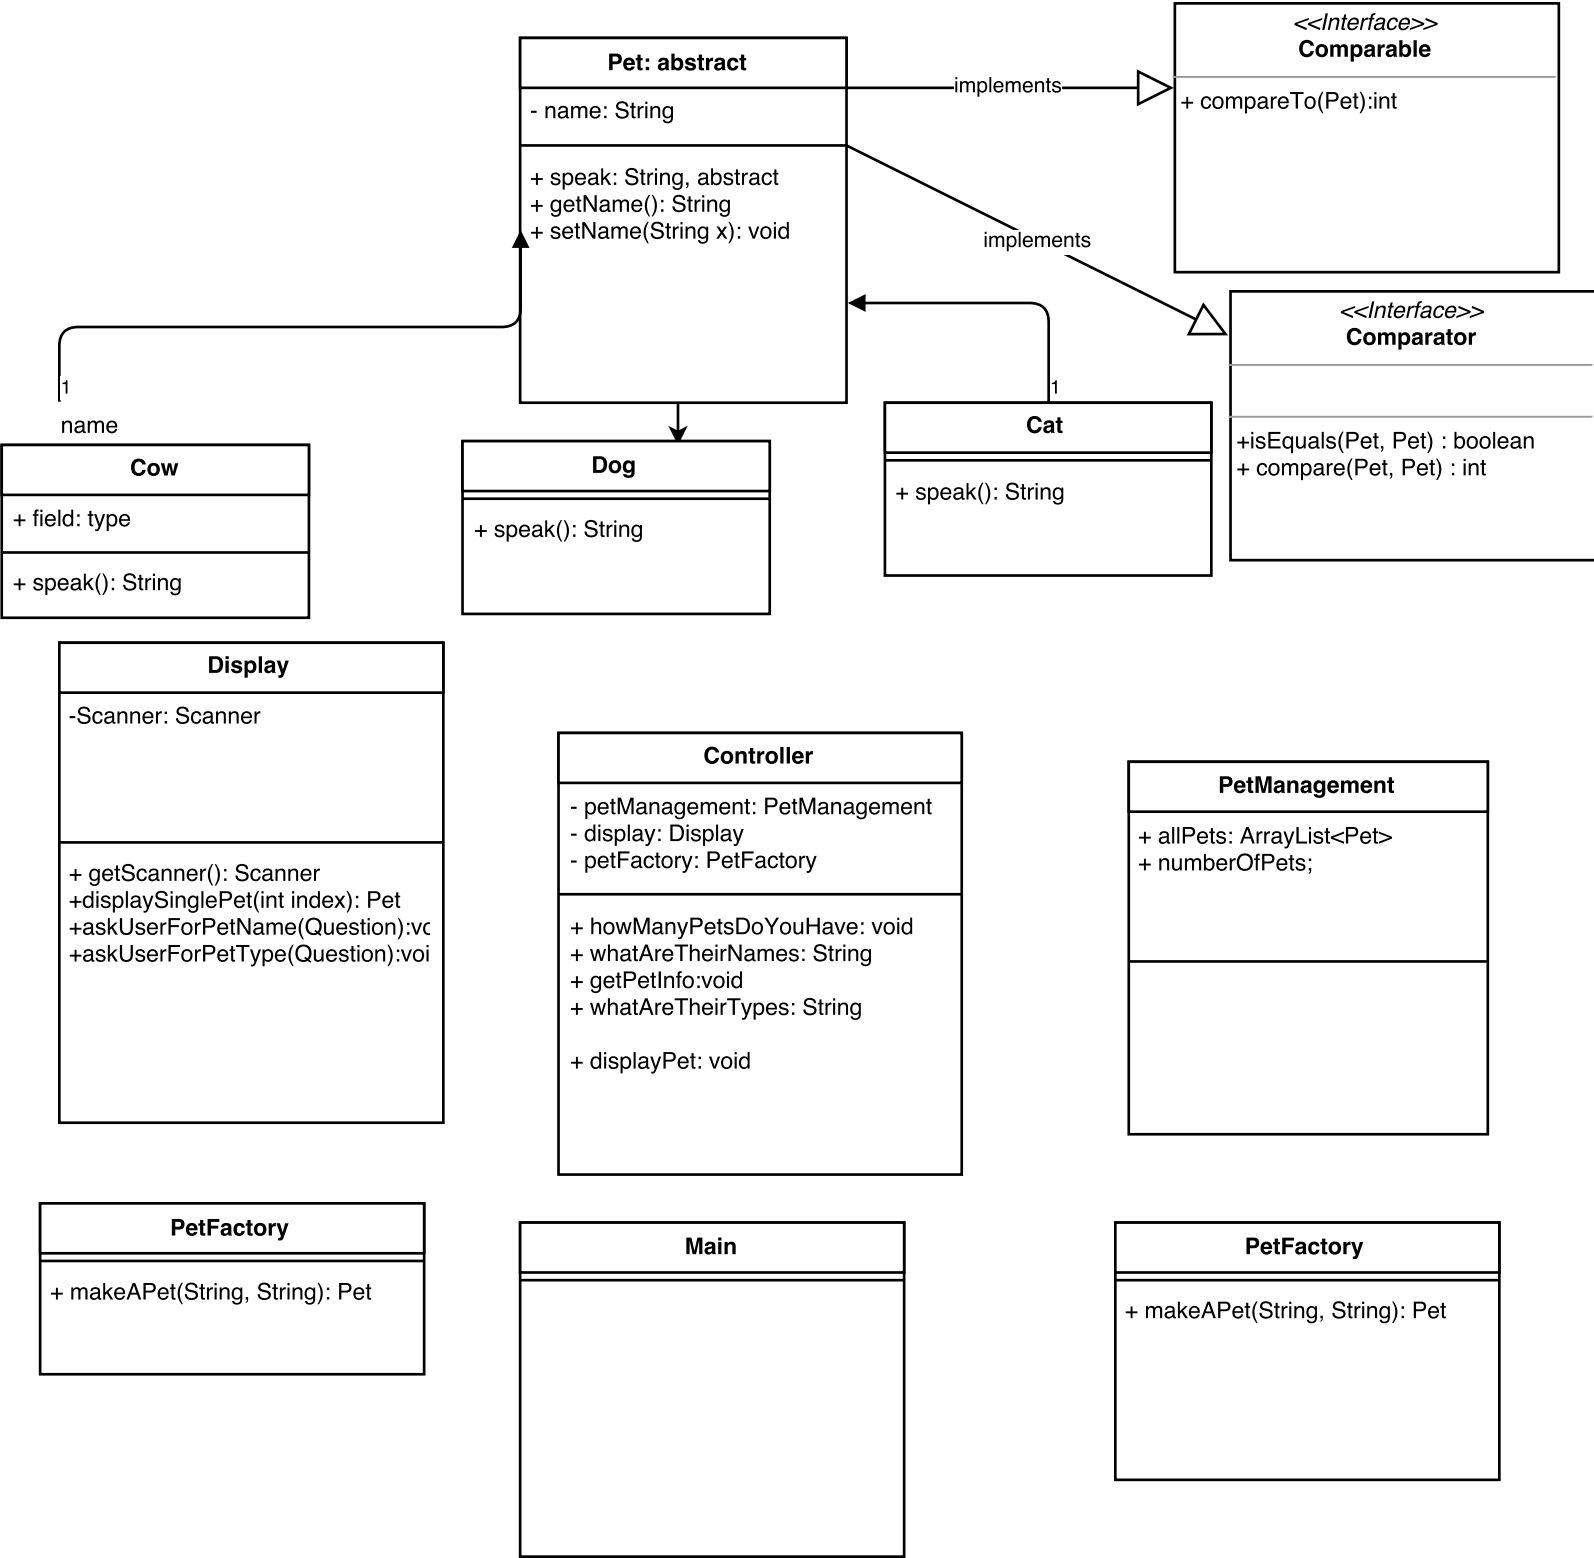 <<Interface>>
Comparable
+ compareTo(Pet):int
Pet: abstract
- name: String
+ speak: String, abstract
+ getName(): String
+ setName(String x): void
implements
implements
<<Interface>>
Comparator
+isEquals(Pet, Pet) : boolean
+ compare(Pet, Pet) : int
1
name
1
Cow
+ field: type
+ speak(): String
Dog
+ speak(): String
Cat
+ speak(): String
Display
-Scanner: Scanner
+ getScanner(): Scanner
+displaySinglePet(int index): Pet
+askUserForPetName(Question):vo
+askUserForPetType(Question):voi
Controller
- petManagement: PetManagement
- display: Display
- petFactory: PetFactory
+ howManyPetsDoYouHave: void
+ whatAreTheirNames: String
+ getPetInfo:void
+ whatAreTheirTypes: String
+ displayPet: void
PetManagement
+ allPets: ArrayList<Pet>
+ numberOfPets;
PetFactory
+ makeAPet(String, String): Pet
Main
PetFactory
+ makeAPet(String, String): Pet